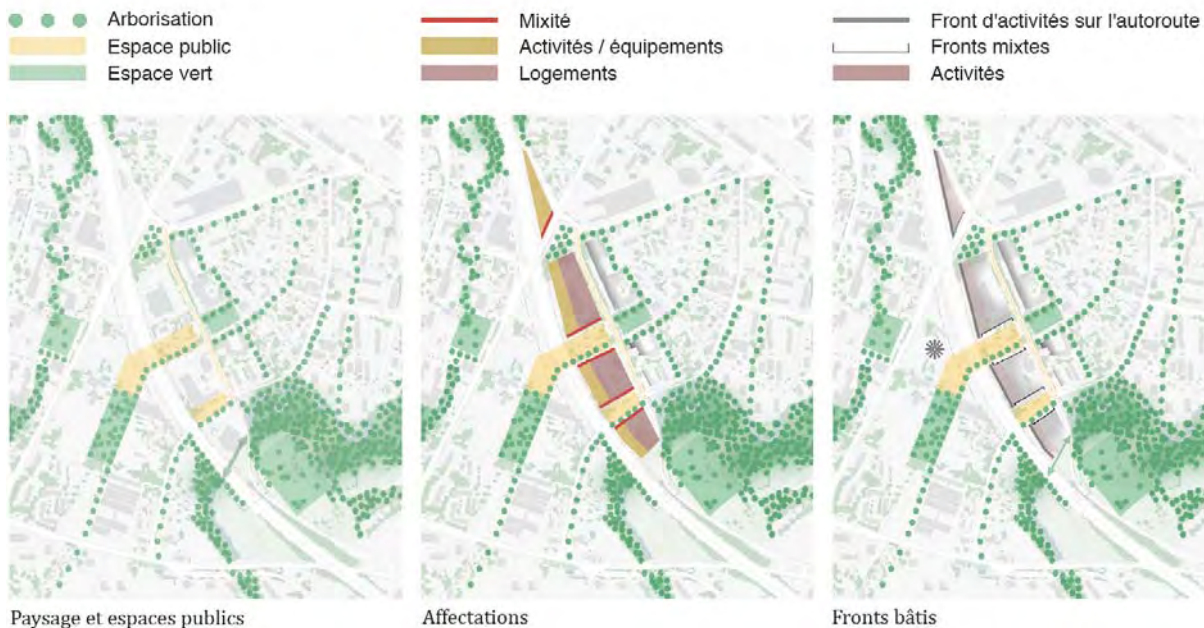 Arborisation
Espace public
Espace vert
Mixité
Activités / équipements
Logements
Front d'activités sur l'autoroute
Fronts mixtes
Activités
Paysage et espaces publics
Affectations
Fronts bâtis